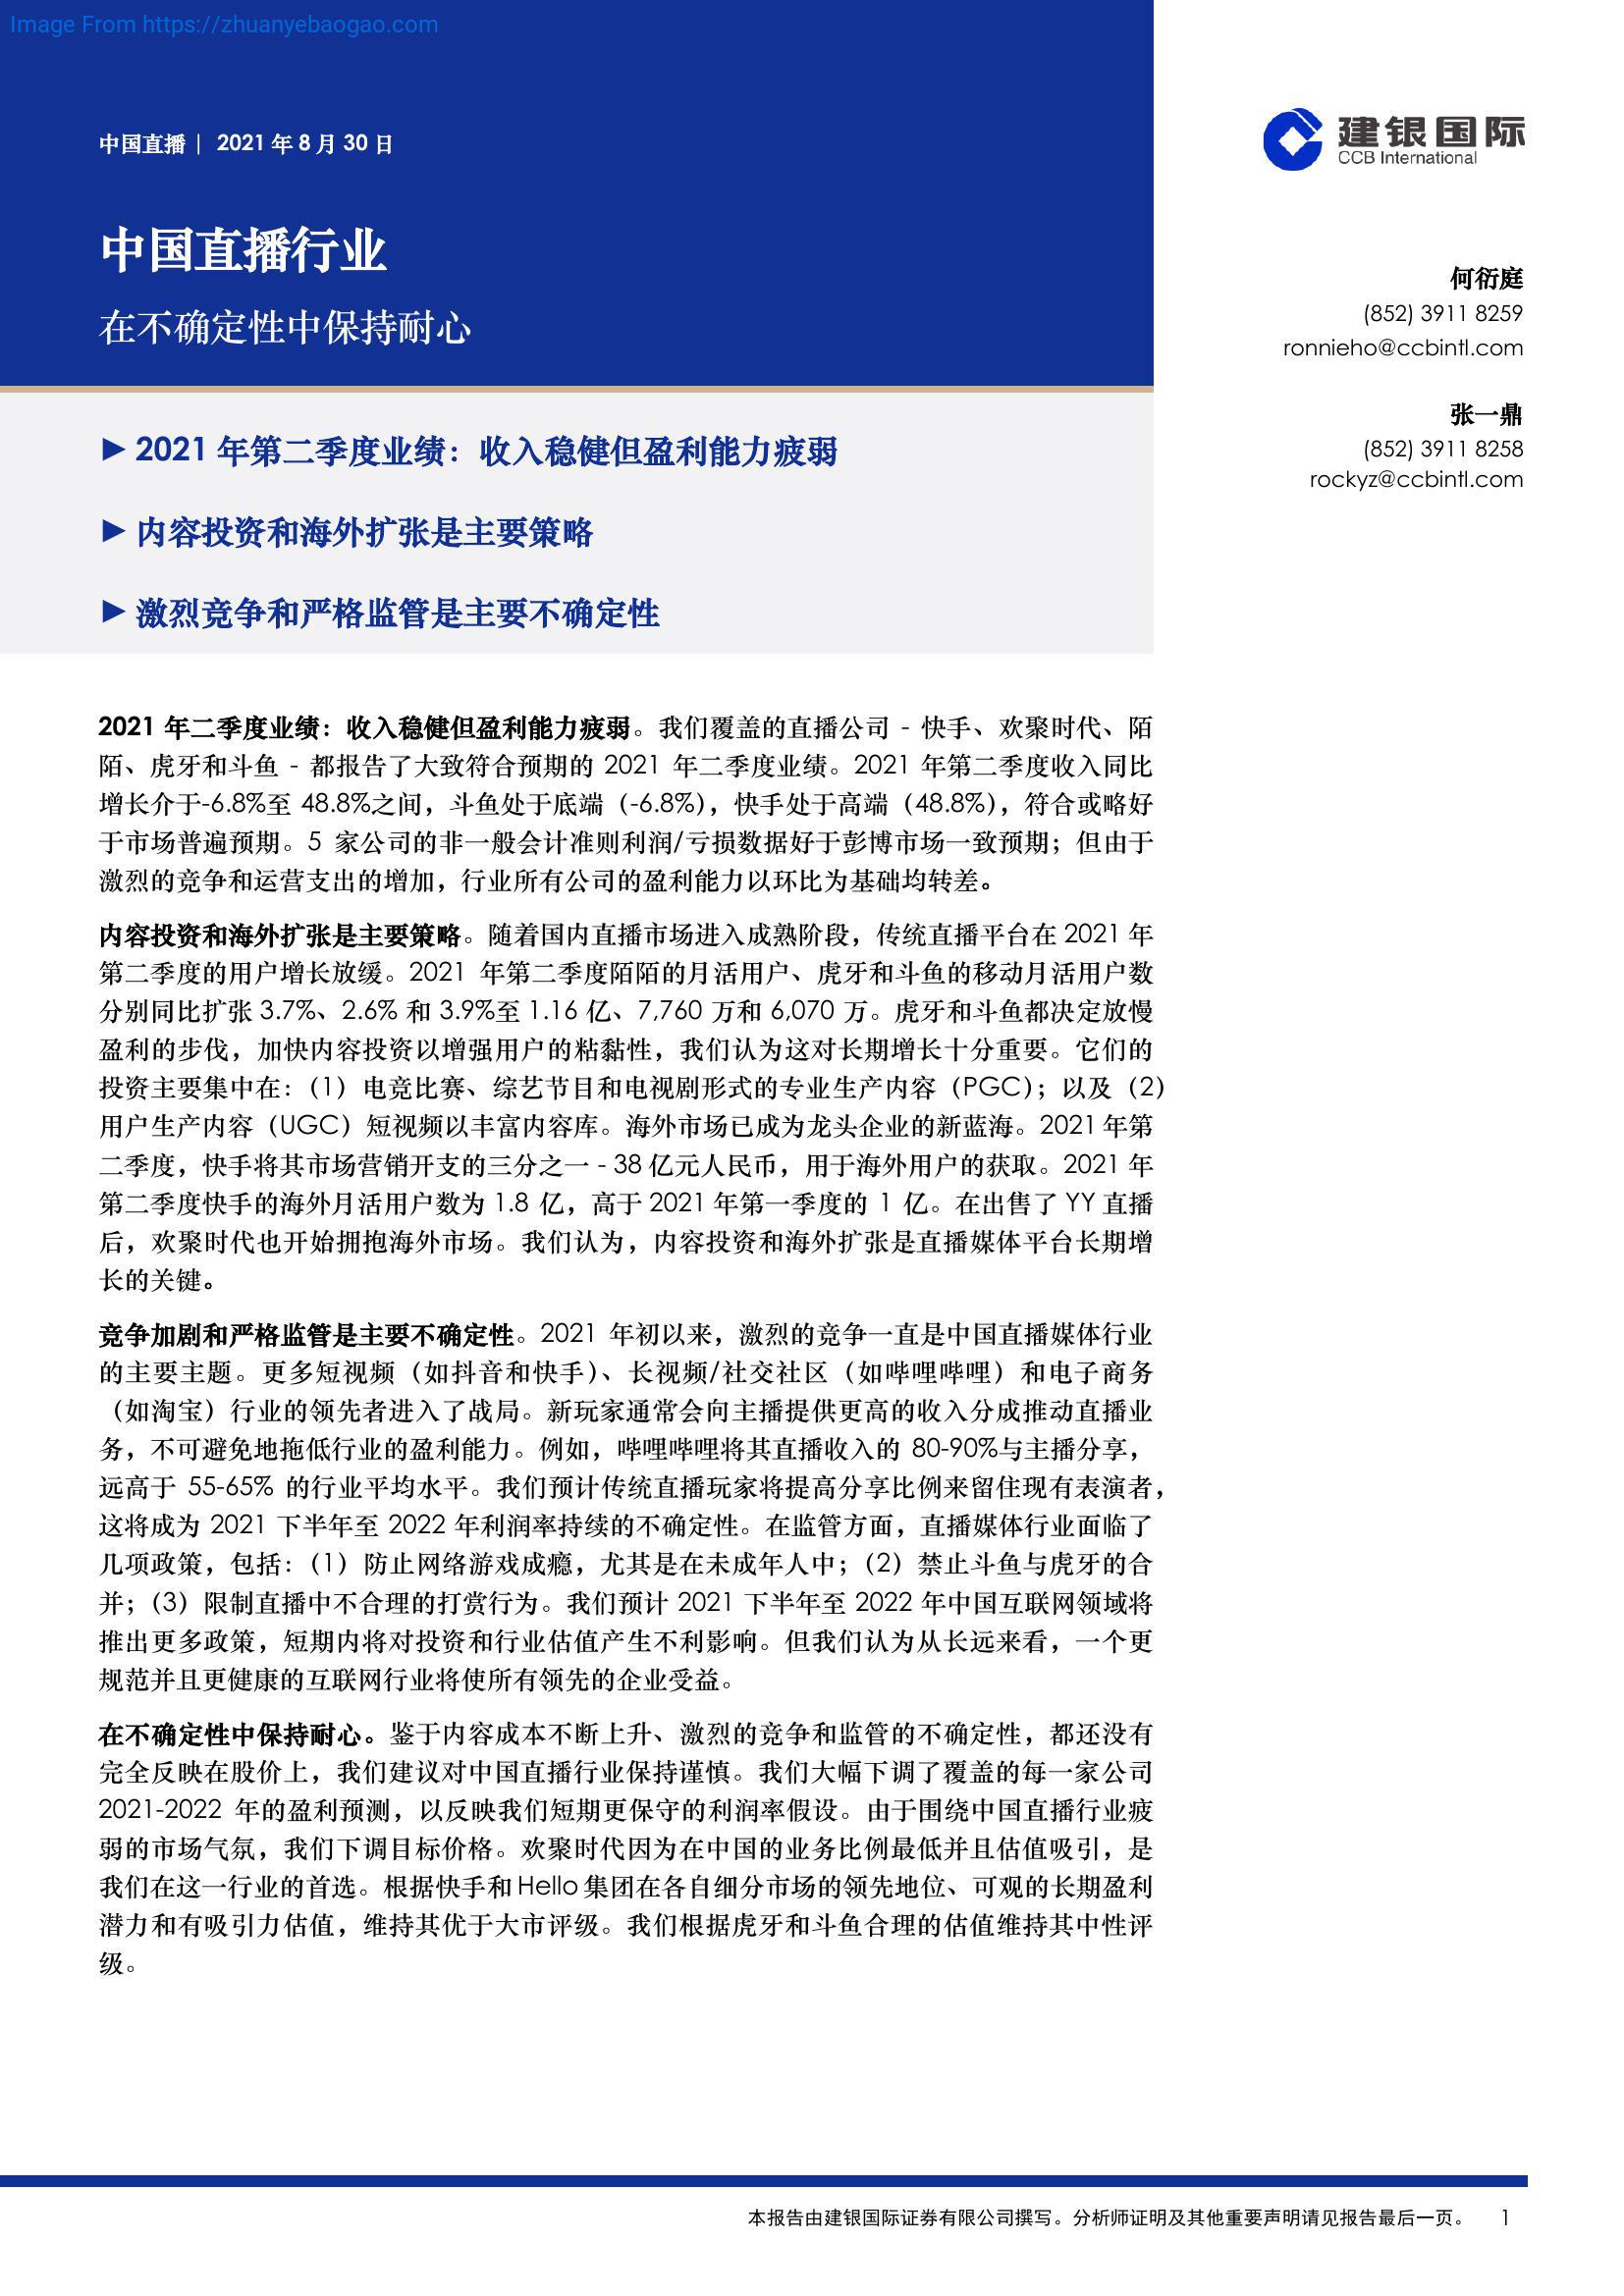 Image From https://zhuanyebaogao.com
中国直播 | 2021 年 8 月 30 日
中国直播行业
在不确定性中保持耐心
建银国际
CCB International
何衍庭
(852) 3911 8259
ronnieho@ccbintl.com
张一鼎
(852) 3911 8258
rockyz@ccbintl.com
►2021 年第二季度业绩：收入稳健但盈利能力疲弱
►内容投资和海外扩张是主要策略
►激烈竞争和严格监管是主要不确定性
2021 年二季度业绩：收入稳健但盈利能力疲弱。我们覆盖的直播公司 - 快手、欢聚时代、陌
陌、虎牙和斗鱼 - 都报告了大致符合预期的 2021 年二季度业绩。2021 年第二季度收入同比
增长介于-6.8%至 48.8%之间，斗鱼处于底端（-6.8%），快手处于高端（48.8%），符合或略好
于市场普遍预期。5 家公司的非一般会计准则利润/亏损数据好于彭博市场一致预期；但由于
激烈的竞争和运营支出的增加，行业所有公司的盈利能力以环比为基础均转差。
内容投资和海外扩张是主要策略。随着国内直播市场进入成熟阶段，传统直播平台在 2021 年
第二季度的用户增长放缓。2021 年第二季度陌陌的月活用户、虎牙和斗鱼的移动月活用户数
分别同比扩张 3.7%、2.6% 和 3.9%至 1.16 亿、7,760 万和 6,070 万。虎牙和斗鱼都决定放慢
盈利的步伐，加快内容投资以增强用户的粘黏性，我们认为这对长期增长十分重要。它们的
投资主要集中在：（1）电竞比赛、综艺节目和电视剧形式的专业生产内容（PGC）；以及（2）
用户生产内容（UGC）短视频以丰富内容库。海外市场已成为龙头企业的新蓝海。2021 年第
二季度，快手将其市场营销开支的三分之一 - 38 亿元人民币，用于海外用户的获取。2021 年
第二季度快手的海外月活用户数为 1.8 亿，高于 2021 年第一季度的 1 亿。在出售了 YY 直播
后，欢聚时代也开始拥抱海外市场。我们认为，内容投资和海外扩张是直播媒体平台长期增
长的关键。
竞争加剧和严格监管是主要不确定性。2021 年初以来，激烈的竞争一直是中国直播媒体行业
的主要主题。更多短视频（如抖音和快手）、长视频/社交社区（如哔哩哔哩）和电子商务
（如淘宝）行业的领先者进入了战局。新玩家通常会向主播提供更高的收入分成推动直播业
务，不可避免地拖低行业的盈利能力。例如，哔哩哔哩将其直播收入的 80-90%与主播分享，
远高于 55-65% 的行业平均水平。我们预计传统直播玩家将提高分享比例来留住现有表演者，
这将成为 2021 下半年至 2022 年利润率持续的不确定性。在监管方面，直播媒体行业面临了
几项政策，包括：（1）防止网络游戏成瘾，尤其是在未成年人中；（2）禁止斗鱼与虎牙的合
并；（3）限制直播中不合理的打赏行为。我们预计 2021 下半年至 2022 年中国互联网领域将
推出更多政策，短期内将对投资和行业估值产生不利影响。但我们认为从长远来看，一个更
规范并且更健康的互联网行业将使所有领先的企业受益。
在不确定性中保持耐心。鉴于内容成本不断上升、激烈的竞争和监管的不确定性，都还没有
完全反映在股价上，我们建议对中国直播行业保持谨慎。我们大幅下调了覆盖的每一家公司
2021-2022 年的盈利预测，以反映我们短期更保守的利润率假设。由于围绕中国直播行业疲
弱的市场气氛，我们下调目标价格。欢聚时代因为在中国的业务比例最低并且估值吸引，是
我们在这一行业的首选。根据快手和 Hello 集团在各自细分市场的领先地位、可观的长期盈利
潜力和有吸引力估值，维持其优于大市评级。我们根据虎牙和斗鱼合理的估值维持其中性评
级。
本报告由建银国际证券有限公司撰写。分析师证明及其他重要声明请见报告最后一页。 1